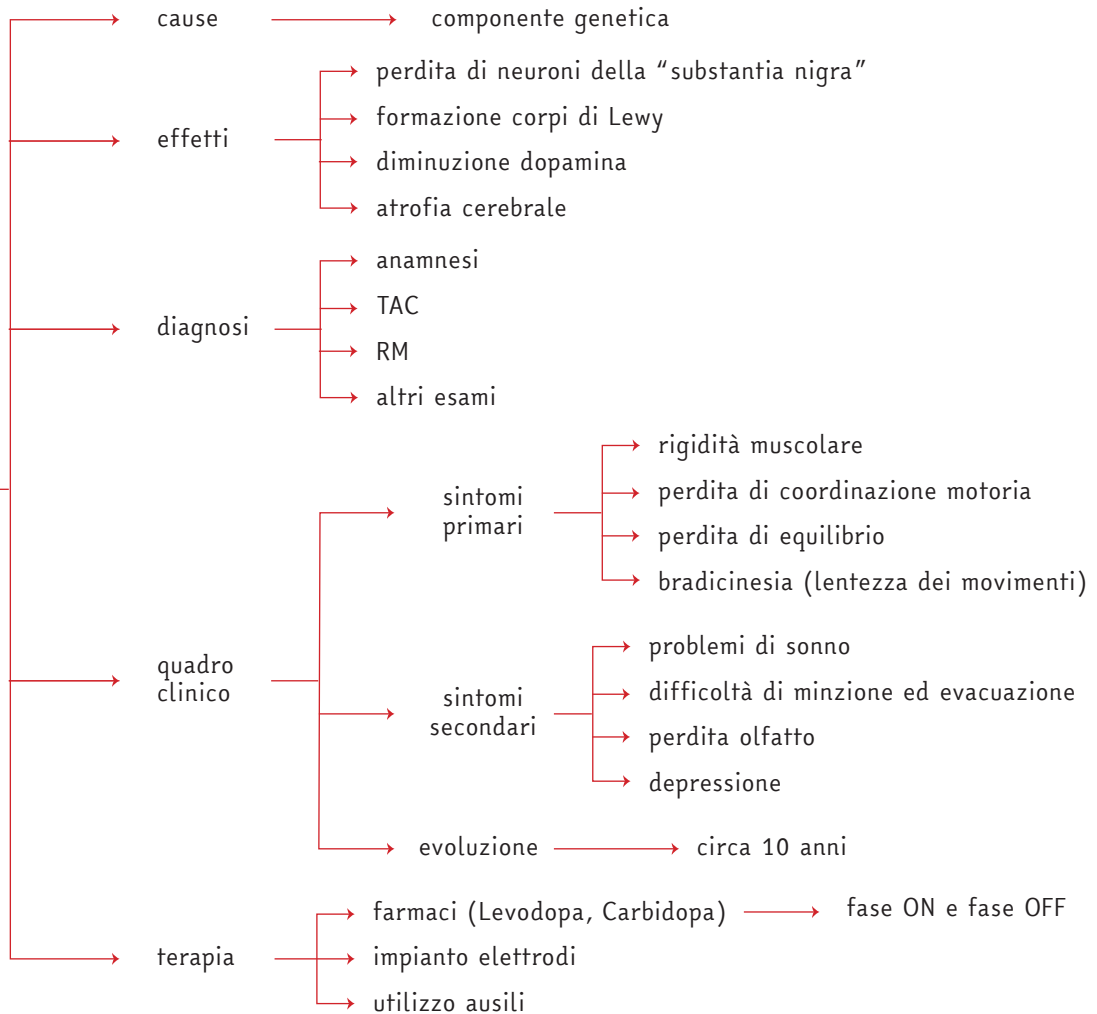 cause
componente genetica
effetti
perdita di neuroni della “substantia nigra”
formazione corpi di Lewy
diminuzione dopamina
atrofia cerebrale
diagnosi
anamnesi
TAC
RM
altri esami
quadro
clinico
sintomi
primari
rigidità muscolare
perdita di coordinazione motoria
perdita di equilibrio
bradicinesia (lentezza dei movimenti)
sintomi
secondari
problemi di sonno
difficoltà di minzione ed evacuazione
perdita olfatto
depressione
evoluzione
circa 10 anni
terapia
farmaci (Levodopa, Carbidopa)
fase ON e fase OFF
impianto elettrodi
utilizzo ausili